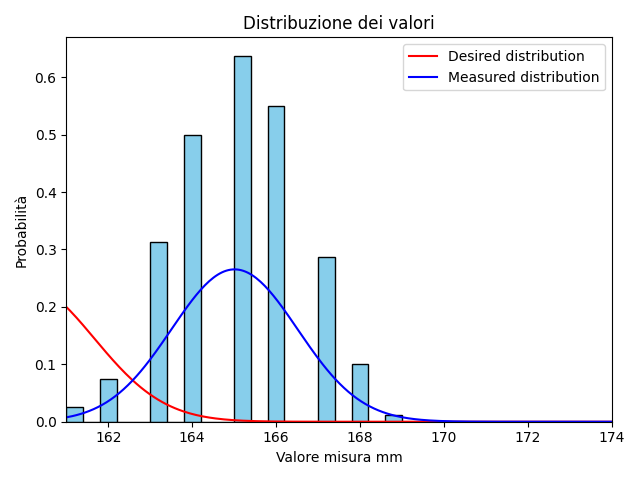 Distribuzione dei valori
Desired distribution
Measured distribution
Probabilità
0.6
0.5
0.4
0.3
0.2
0.1
0.0
162 164 166 168 170 172 174
Valore misura mm